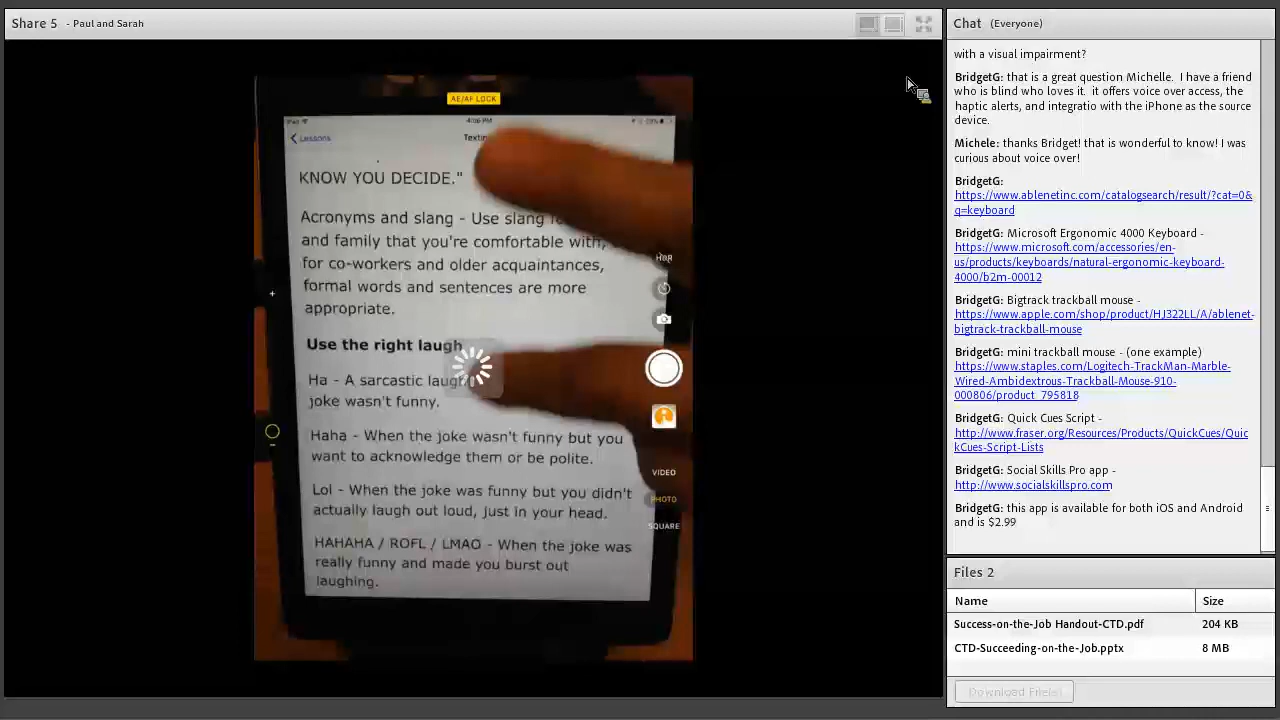 Share 5 - Paul and Sarah
AE/AF LOCK
iPad
4:06 PM
Lessons
KNOW YOU DECIDE."
Acronyms and slang - Use slang
and family that you're comfortable with,
for co-workers and older acquaintances,
formal words and sentences are more
appropriate.
Use the right laugh
Ha - A sarcastic laugh
joke wasn't funny.
Haha - When the joke wasn't funny but you
want to acknowledge them or be polite.
Lol - When the joke was funny but you didn't
actually laugh out loud, just in your head.
HAHAHA / ROFL / LMAO - When the joke was
really funny and made you burst out
laughing.
HDR
VIDEO
PHOTO
SQUARE
Chat (Everyone)
with a visual impairment?
BridgetG: that is a great question Michelle. I have a friend
who is blind who loves it. it offers voiceover access, the
haptic alerts, and integratio with the iPhone as the source
device.
Michele: thanks Bridget! that is wonderful to know! I was
curious about voice over!
BridgetG:
https://www.ablenetinc.com/catalogsearch/result/?cat=0&
q=keyboard
BridgetG: Microsoft Ergonomic 4000 Keyboard -
https://www.microsoft.com/accessories/en-
us/products/keyboards/natural-ergonomic-keyboard-
4000/b2m-00012
BridgetG: Bigtrack trackball mouse -
https://www.apple.com/shop/product/HJ322LL/A/ablenet-
bigtrack-trackball-mouse
BridgetG: mini trackball mouse - (one example)
https://www.staples.com/Logitech-TrackMan-Marble-
Wired-Ambidextrous-Trackball-Mouse-910-
000806/product_795818
BridgetG: Quick Cues Script -
http://www.fraser.org/Resources/Products/QuickCues/Quic
kCues-Script-Lists
BridgetG: Social Skills Pro app -
http://www.socialskillspro.com
BridgetG: this app is available for both iOS and Android
and is $2.99
Files 2
Name Size
Success-on-the-Job Handout-CTD.pdf 204 KB
CTD-Succeeding-on-the-Job.pptx 8 MB
Download File(s)